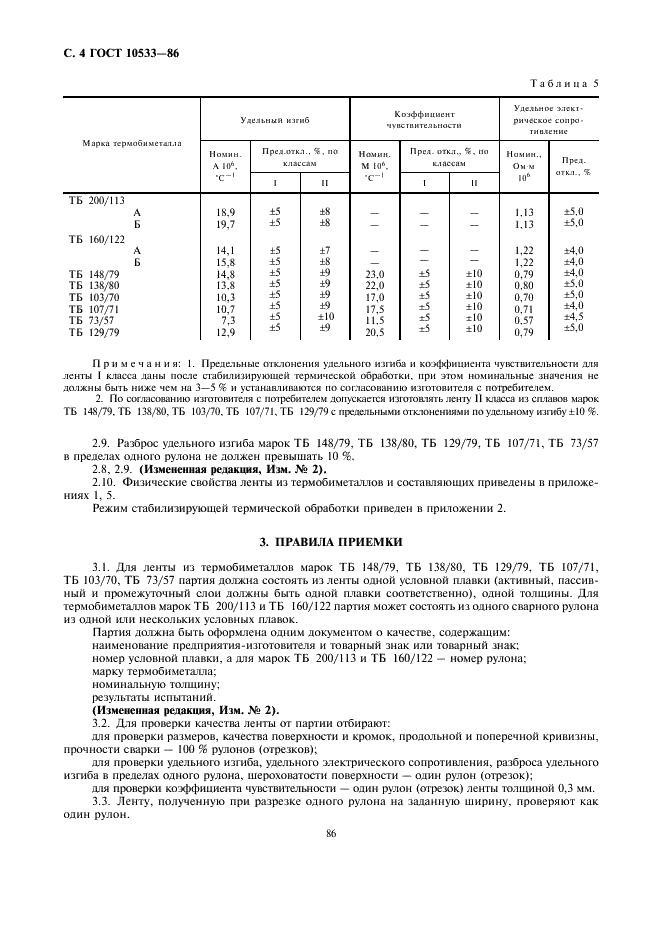 С. 4 ГОСТ 10533—86
Таблица 5
Марка термобиметалла | Удельный изгиб | Коэффициент чувствительности | Удельное элект-рическое сопро-тивление
Номин. А 10⁶, °С⁻¹ | Пред.откл., %, по классам | Номин. М 10⁶, °С⁻¹ | Пред. откл., %, по классам | Номин., Ом·м 10⁶ | Пред. откл., %
I | II | I | II
ТБ 200/113
А | 18,9 | ±5 | ±8 | — | — | — | 1,13 | ±5,0
Б | 19,7 | ±5 | ±8 | — | — | — | 1,13 | ±5,0
ТБ 160/122
А | 14,1 | ±5 | ±7 | — | — | — | 1,22 | ±4,0
Б | 15,8 | ±5 | ±8 | — | — | — | 1,22 | ±4,0
ТБ 148/79 | 14,8 | ±5 | ±9 | 23,0 | ±5 | ±10 | 0,79 | ±4,0
ТБ 138/80 | 13,8 | ±5 | ±9 | 22,0 | ±5 | ±10 | 0,80 | ±5,0
ТБ 103/70 | 10,3 | ±5 | ±9 | 17,0 | ±5 | ±10 | 0,70 | ±5,0
ТБ 107/71 | 10,7 | ±5 | ±9 | 17,5 | ±5 | ±10 | 0,71 | ±4,0
ТБ 73/57 | 7,3 | ±5 | ±10 | 11,5 | ±5 | ±10 | 0,57 | ±4,5
ТБ 129/79 | 12,9 | ±5 | ±9 | 20,5 | ±5 | ±10 | 0,79 | ±5,0
Примечания: 1. Предельные отклонения удельного изгиба и коэффициента чувствительности для
ленты I класса даны после стабилизирующей термической обработки, при этом номинальные значения не
должны быть ниже чем на 3—5 % и устанавливаются по согласованию изготовителя с потребителем.
2. По согласованию изготовителя с потребителем допускается изготовлять ленту II класса из сплавов марок
ТБ 148/79, ТБ 138/80, ТБ 103/70, ТБ 107/71, ТБ 129/79 с предельными отклонениями по удельному изгибу ±10 %.
2.9. Разброс удельного изгиба марок ТБ 148/79, ТБ 138/80, ТБ 129/79, ТБ 107/71, ТБ 73/57
в пределах одного рулона не должен превышать 10 %.
2.8, 2.9. (Измененная редакция, Изм. № 2).
2.10. Физические свойства ленты из термобиметаллов и составляющих приведены в приложе-
ниях 1, 5.
Режим стабилизирующей термической обработки приведен в приложении 2.
3. ПРАВИЛА ПРИЕМКИ
3.1. Для ленты из термобиметаллов марок ТБ 148/79, ТБ 138/80, ТБ 129/79, ТБ 107/71,
ТБ 103/70, ТБ 73/57 партия должна состоять из ленты одной условной плавки (активный, пассив-
ный и промежуточный слои должны быть одной плавки соответственно), одной толщины. Для
термобиметаллов марок ТБ 200/113 и ТБ 160/122 партия может состоять из одного сварного рулона
из одной или нескольких условных плавок.
Партия должна быть оформлена одним документом о качестве, содержащим:
наименование предприятия-изготовителя и товарный знак или товарный знак;
номер условной плавки, а для марок ТБ 200/113 и ТБ 160/122 — номер рулона;
марку термобиметалла;
номинальную толщину;
результаты испытаний.
(Измененная редакция, Изм. № 2).
3.2. Для проверки качества ленты от партии отбирают:
для проверки размеров, качества поверхности и кромок, продольной и поперечной кривизны,
прочности сварки — 100 % рулонов (отрезков);
для проверки удельного изгиба, удельного электрического сопротивления, разброса удельного
изгиба в пределах одного рулона, шероховатости поверхности — один рулон (отрезок);
для проверки коэффициента чувствительности — один рулон (отрезок) ленты толщиной 0,3 мм.
3.3. Ленту, полученную при разрезке одного рулона на заданную ширину, проверяют как
один рулон.
86